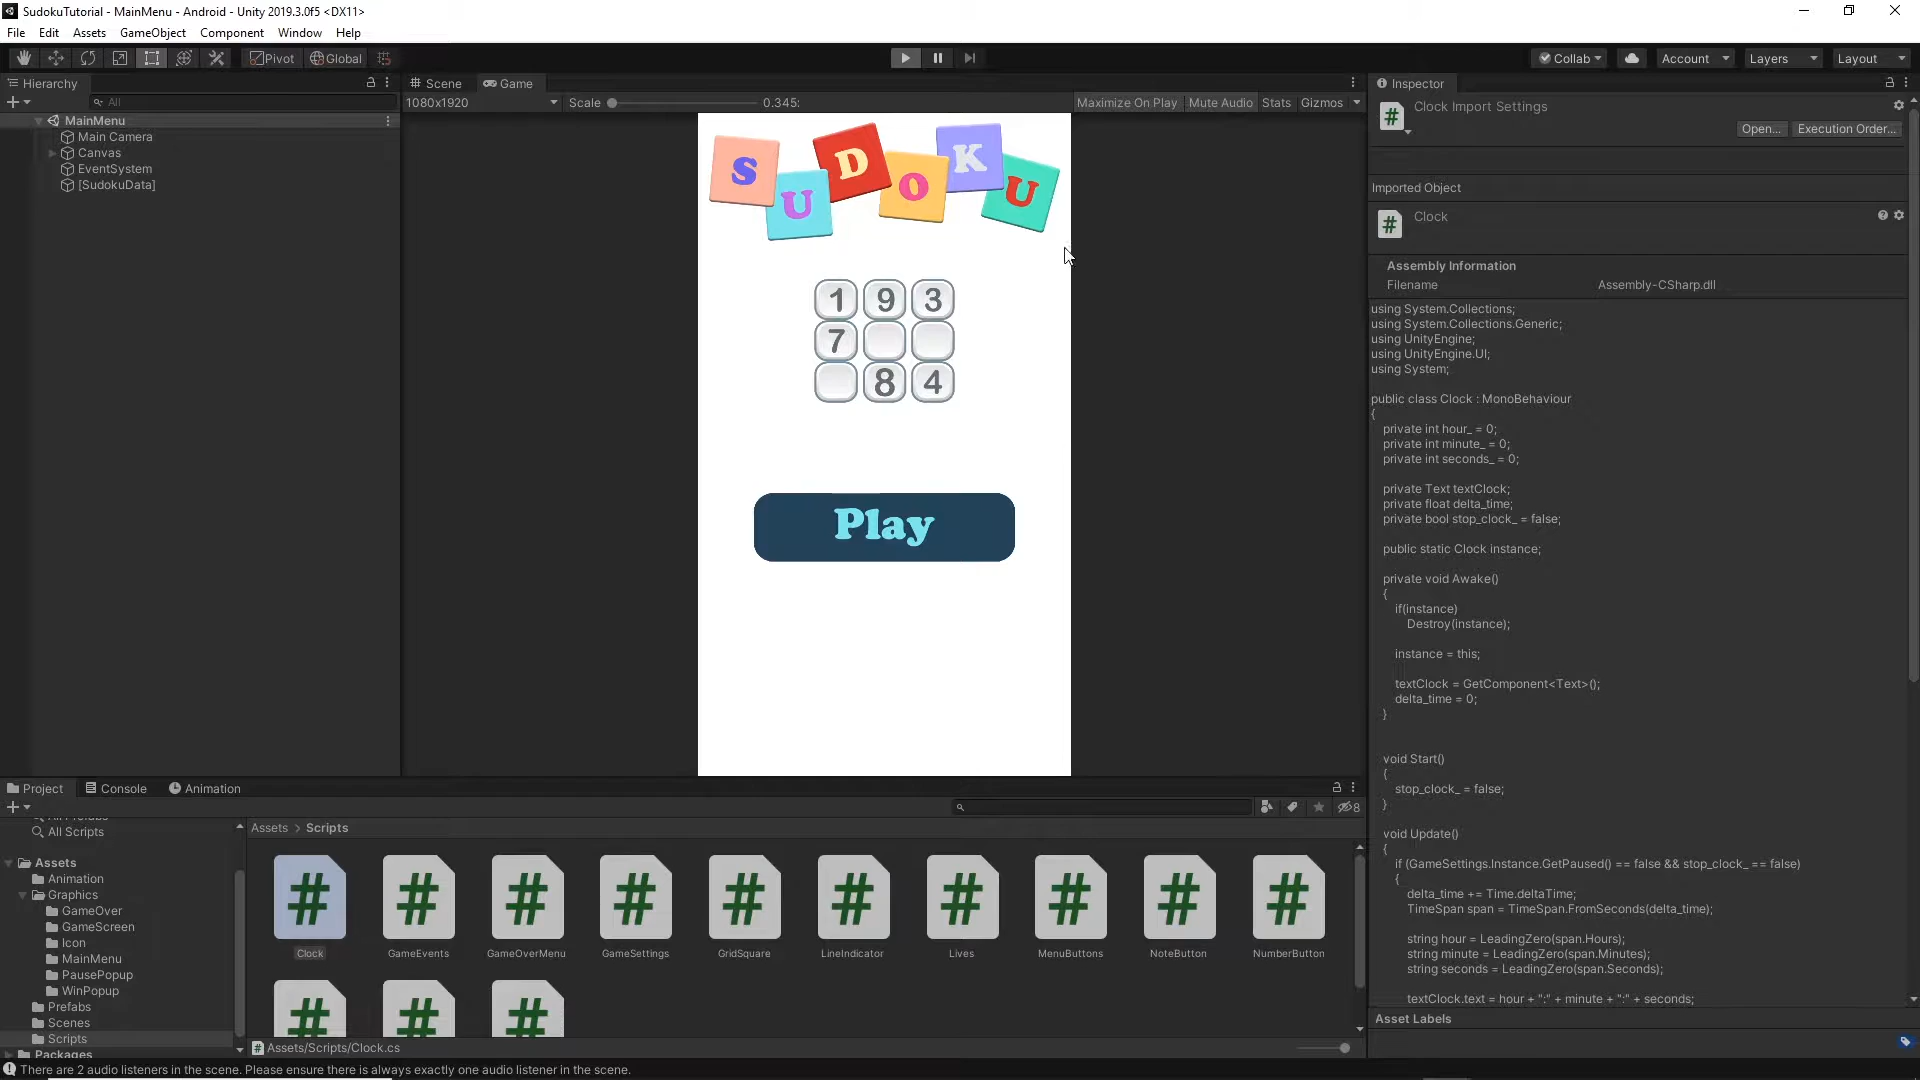 SudokuTutorial - MainMenu - Android - Unity 2019.3.0f5 <DX11>
File Edit Assets GameObject Component Window Help
Pivot Global
Collab Account Layers Layout
Hierarchy
All
MainMenu
Main Camera
Canvas
EventSystem
[SudokuData]
Scene Game
1080x1920 Scale 0.345: Maximize On Play Mute Audio Stats Gizmos
S U D O K U
1 9 3
7
8 4
Play
Inspector
Clock Import Settings
Open... Execution Order...
Imported Object
Clock
Assembly Information
Filename Assembly-CSharp.dll
using System.Collections;
using System.Collections.Generic;
using UnityEngine;
using UnityEngine.UI;
using System;
public class Clock : MonoBehaviour
{
private int hour_ = 0;
private int minute_ = 0;
private int seconds_ = 0;
private Text textClock;
private float delta_time;
private bool stop_clock_ = false;
public static Clock instance;
private void Awake()
{
if(instance)
Destroy(instance);
instance = this;
textClock = GetComponent<Text>();
delta_time = 0;
}
void Start()
{
stop_clock_ = false;
}
void Update()
{
if (GameSettings.Instance.GetPaused() == false && stop_clock_ == false)
{
delta_time += Time.deltaTime;
TimeSpan span = TimeSpan.FromSeconds(delta_time);
string hour = LeadingZero(span.Hours);
string minute = LeadingZero(span.Minutes);
string seconds = LeadingZero(span.Seconds);
textClock.text = hour + ":" + minute + ":" + seconds;
Asset Labels
Project Console Animation
8
All Prefabs
All Scripts
Assets
Animation
Graphics
GameOver
GameScreen
Icon
MainMenu
PausePopup
WinPopup
Prefabs
Scenes
Scripts
Packages
Assets > Scripts
Clock GameEvents GameOverMenu GameSettings GridSquare LineIndicator Lives MenuButtons NoteButton NumberButton
Assets/Scripts/Clock.cs
There are 2 audio listeners in the scene. Please ensure there is always exactly one audio listener in the scene.